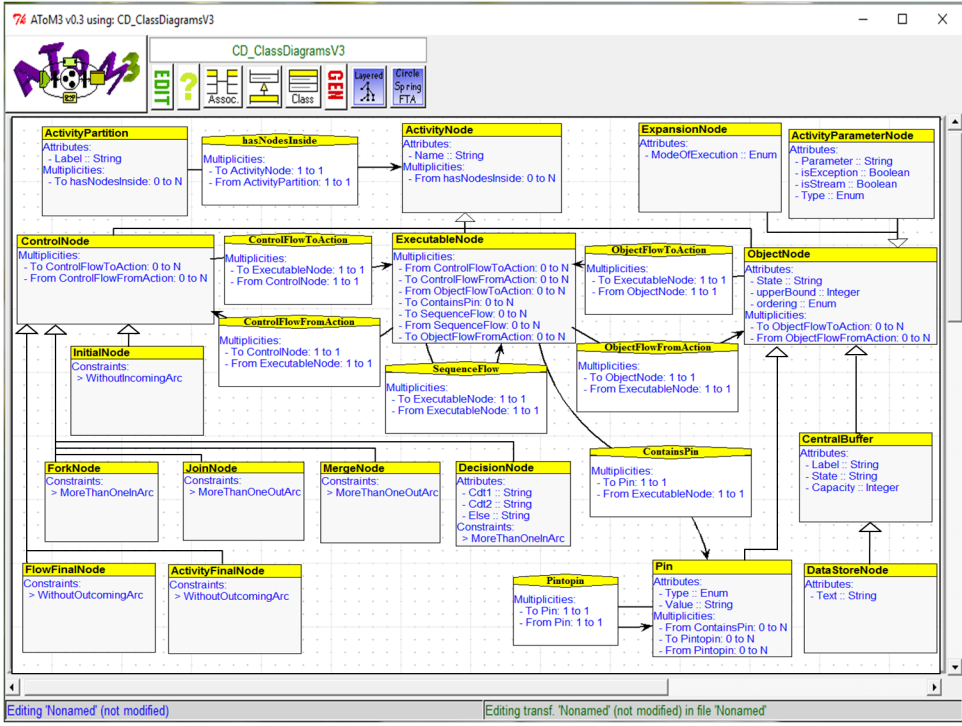 AToM3 v0.3 using: CD_ClassDiagramsV3
ATOM3
CD_ClassDiagramsV3
EDIT
?
Assoc.
Class
GEN
Layered
Circle
Spring
FTA
ActivityPartition
Attributes:
- Label :: String
Multiplicities:
- To hasNodesInside: 0 to N
hasNodesInside
Multiplicities:
- To ActivityNode: 1 to 1
- From ActivityPartition: 1 to 1
ActivityNode
Attributes:
- Name :: String
Multiplicities:
- From hasNodesInside: 0 to N
ExpansionNode
Attributes:
- ModeOfExecution :: Enum
ActivityParameterNode
Attributes:
- Parameter :: String
- isException :: Boolean
- isStream :: Boolean
- Type :: Enum
ControlNode
Multiplicities:
- To ControlFlowToAction: 0 to N
- From ControlFlowFromAction: 0 to N
ControlFlowToAction
Multiplicities:
- To ExecutableNode: 1 to 1
- From ControlNode: 1 to 1
ExecutableNode
Multiplicities:
- From ControlFlowToAction: 0 to N
- To ControlFlowFromAction: 0 to N
- From ObjectFlowToAction: 0 to N
- To ContainsPin: 0 to N
- To SequenceFlow: 0 to N
- From SequenceFlow: 0 to N
- To ObjectFlowFromAction: 0 to N
ObjectFlowToAction
Multiplicities:
- To ExecutableNode: 1 to 1
- From ObjectNode: 1 to 1
ObjectNode
Attributes:
- State :: String
- upperBound :: Integer
- ordering :: Enum
Multiplicities:
- To ObjectFlowToAction: 0 to N
- From ObjectFlowFromAction: 0 to N
ControlFlowFromAction
Multiplicities:
- To ControlNode: 1 to 1
- From ExecutableNode: 1 to 1
ObjectFlowFromAction
Multiplicities:
- To ObjectNode: 1 to 1
- From ExecutableNode: 1 to 1
InitialNode
Constraints:
> WithoutIncomingArc
SequenceFlow
Multiplicities:
- To ExecutableNode: 1 to 1
- From ExecutableNode: 1 to 1
ContainsPin
Multiplicities:
- To Pin: 1 to 1
- From ExecutableNode: 1 to 1
CentralBuffer
Attributes:
- Label :: String
- State :: String
- Capacity :: Integer
ForkNode
Constraints:
> MoreThanOneInArc
JoinNode
Constraints:
> MoreThanOneOutArc
MergeNode
Constraints:
> MoreThanOneOutArc
DecisionNode
Attributes:
- Cdt1 :: String
- Cdt2 :: String
- Else :: String
Constraints:
> MoreThanOneInArc
FlowFinalNode
Constraints:
> WithoutOutcomingArc
ActivityFinalNode
Constraints:
> WithoutOutcomingArc
Pintopin
Multiplicities:
- To Pin: 1 to 1
- From Pin: 1 to 1
Pin
Attributes:
- Type :: Enum
- Value :: String
Multiplicities:
- From ContainsPin: 0 to N
- To Pintopin: 0 to N
- From Pintopin: 0 to N
DataStoreNode
Attributes:
- Text :: String
Editing 'Nonamed' (not modified)
Editing transf. 'Nonamed' (not modified) in file 'Nonamed'